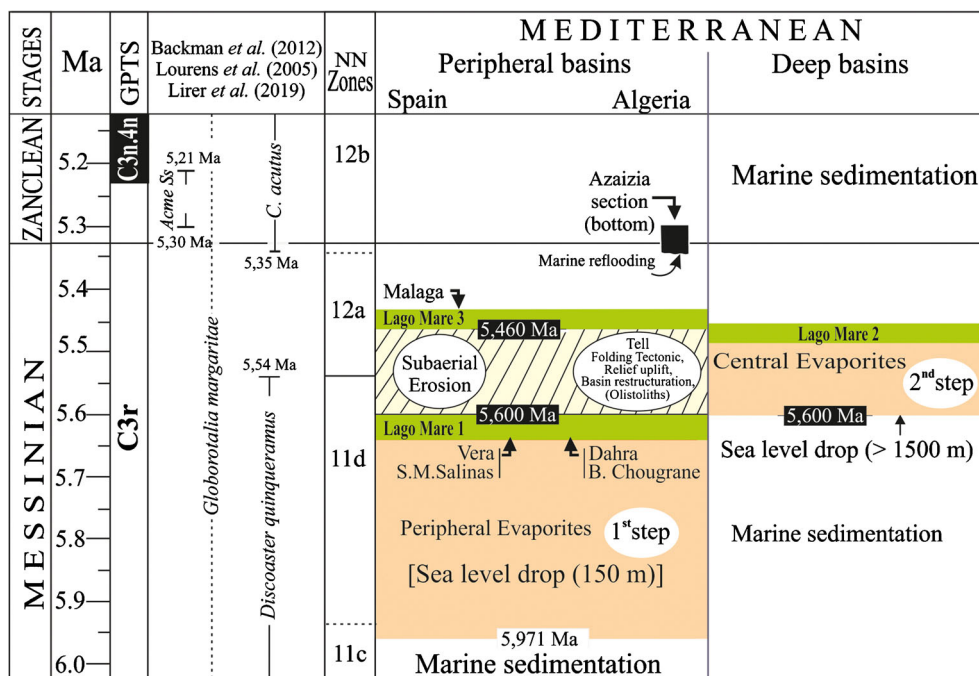 STAGES
Ma
GPTS
Backman et al. (2012)
Lourens et al. (2005)
Lirer et al. (2019)
NN
Zones
MEDITERRANEAN
Peripheral basins
Deep basins
Spain
Algeria
ZANCLEAN
MESSINIAN
5.2
5.3
5.4
5.5
5.6
5.7
5.8
5.9
6.0
C3n.4n
C3r
5,21 Ma
Acme Ss
5,30 Ma
Globorotalia margaritae
C. acutus
5,35 Ma
5,54 Ma
Discoaster quinqueramus
12b
12a
11d
11c
Azaizia
section
(bottom)
Marine reflooding
Malaga
Lago Mare 3
5,460 Ma
Subaerial
Erosion
Tell
Folding Tectonic,
Relief uplift,
Basin restructuration,
(Olistoliths)
5,600 Ma
Lago Mare 1
Vera
S.M.Salinas
Dahra
B. Chougrane
Peripheral Evaporites
1st step
[Sea level drop (150 m)]
5,971 Ma
Marine sedimentation
Marine sedimentation
Lago Mare 2
Central Evaporites
2nd step
5,600 Ma
Sea level drop (> 1500 m)
Marine sedimentation